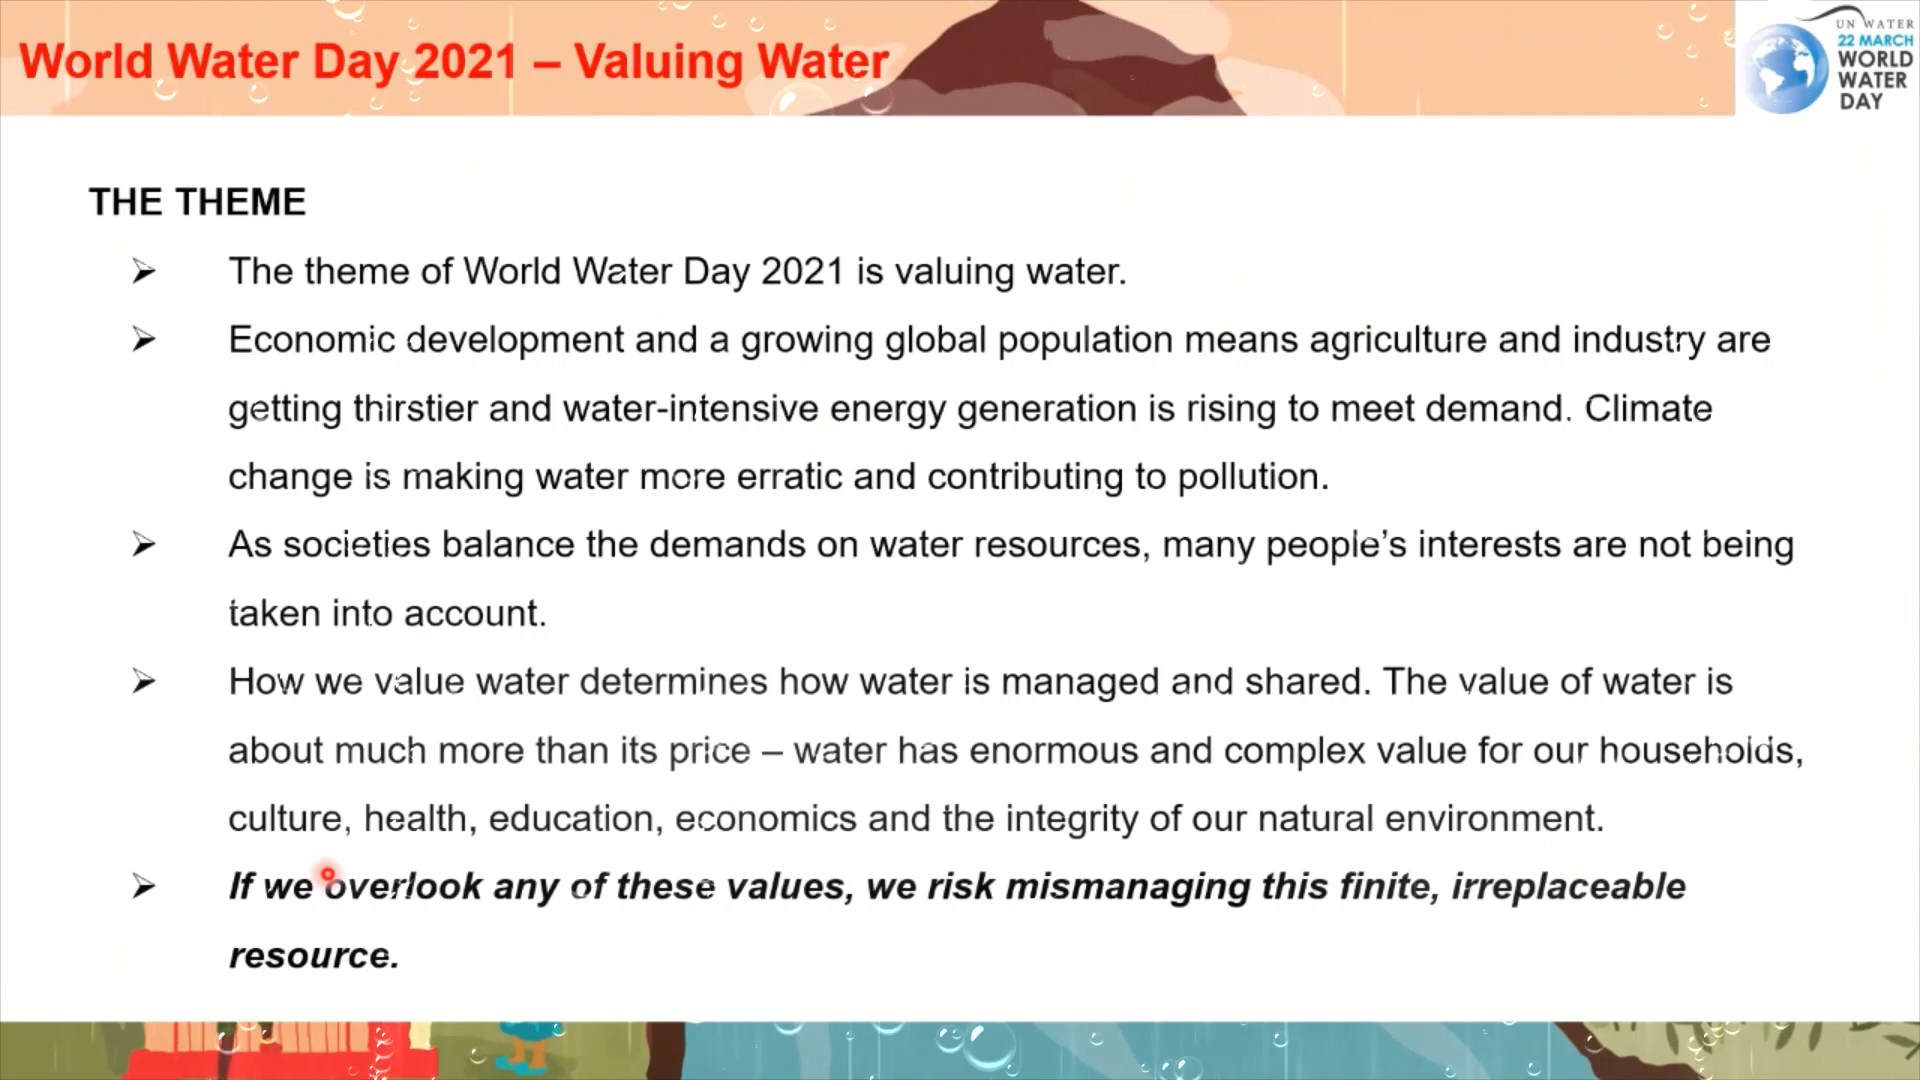 World Water Day 2021 – Valuing Water
UN WATER
22 MARCH
WORLD
WATER
DAY
THE THEME
➢ The theme of World Water Day 2021 is valuing water.
➢ Economic development and a growing global population means agriculture and industry are
getting thirstier and water-intensive energy generation is rising to meet demand. Climate
change is making water more erratic and contributing to pollution.
➢ As societies balance the demands on water resources, many people’s interests are not being
taken into account.
➢ How we value water determines how water is managed and shared. The value of water is
about much more than its price – water has enormous and complex value for our households,
culture, health, education, economics and the integrity of our natural environment.
➢ If we overlook any of these values, we risk mismanaging this finite, irreplaceable
resource.